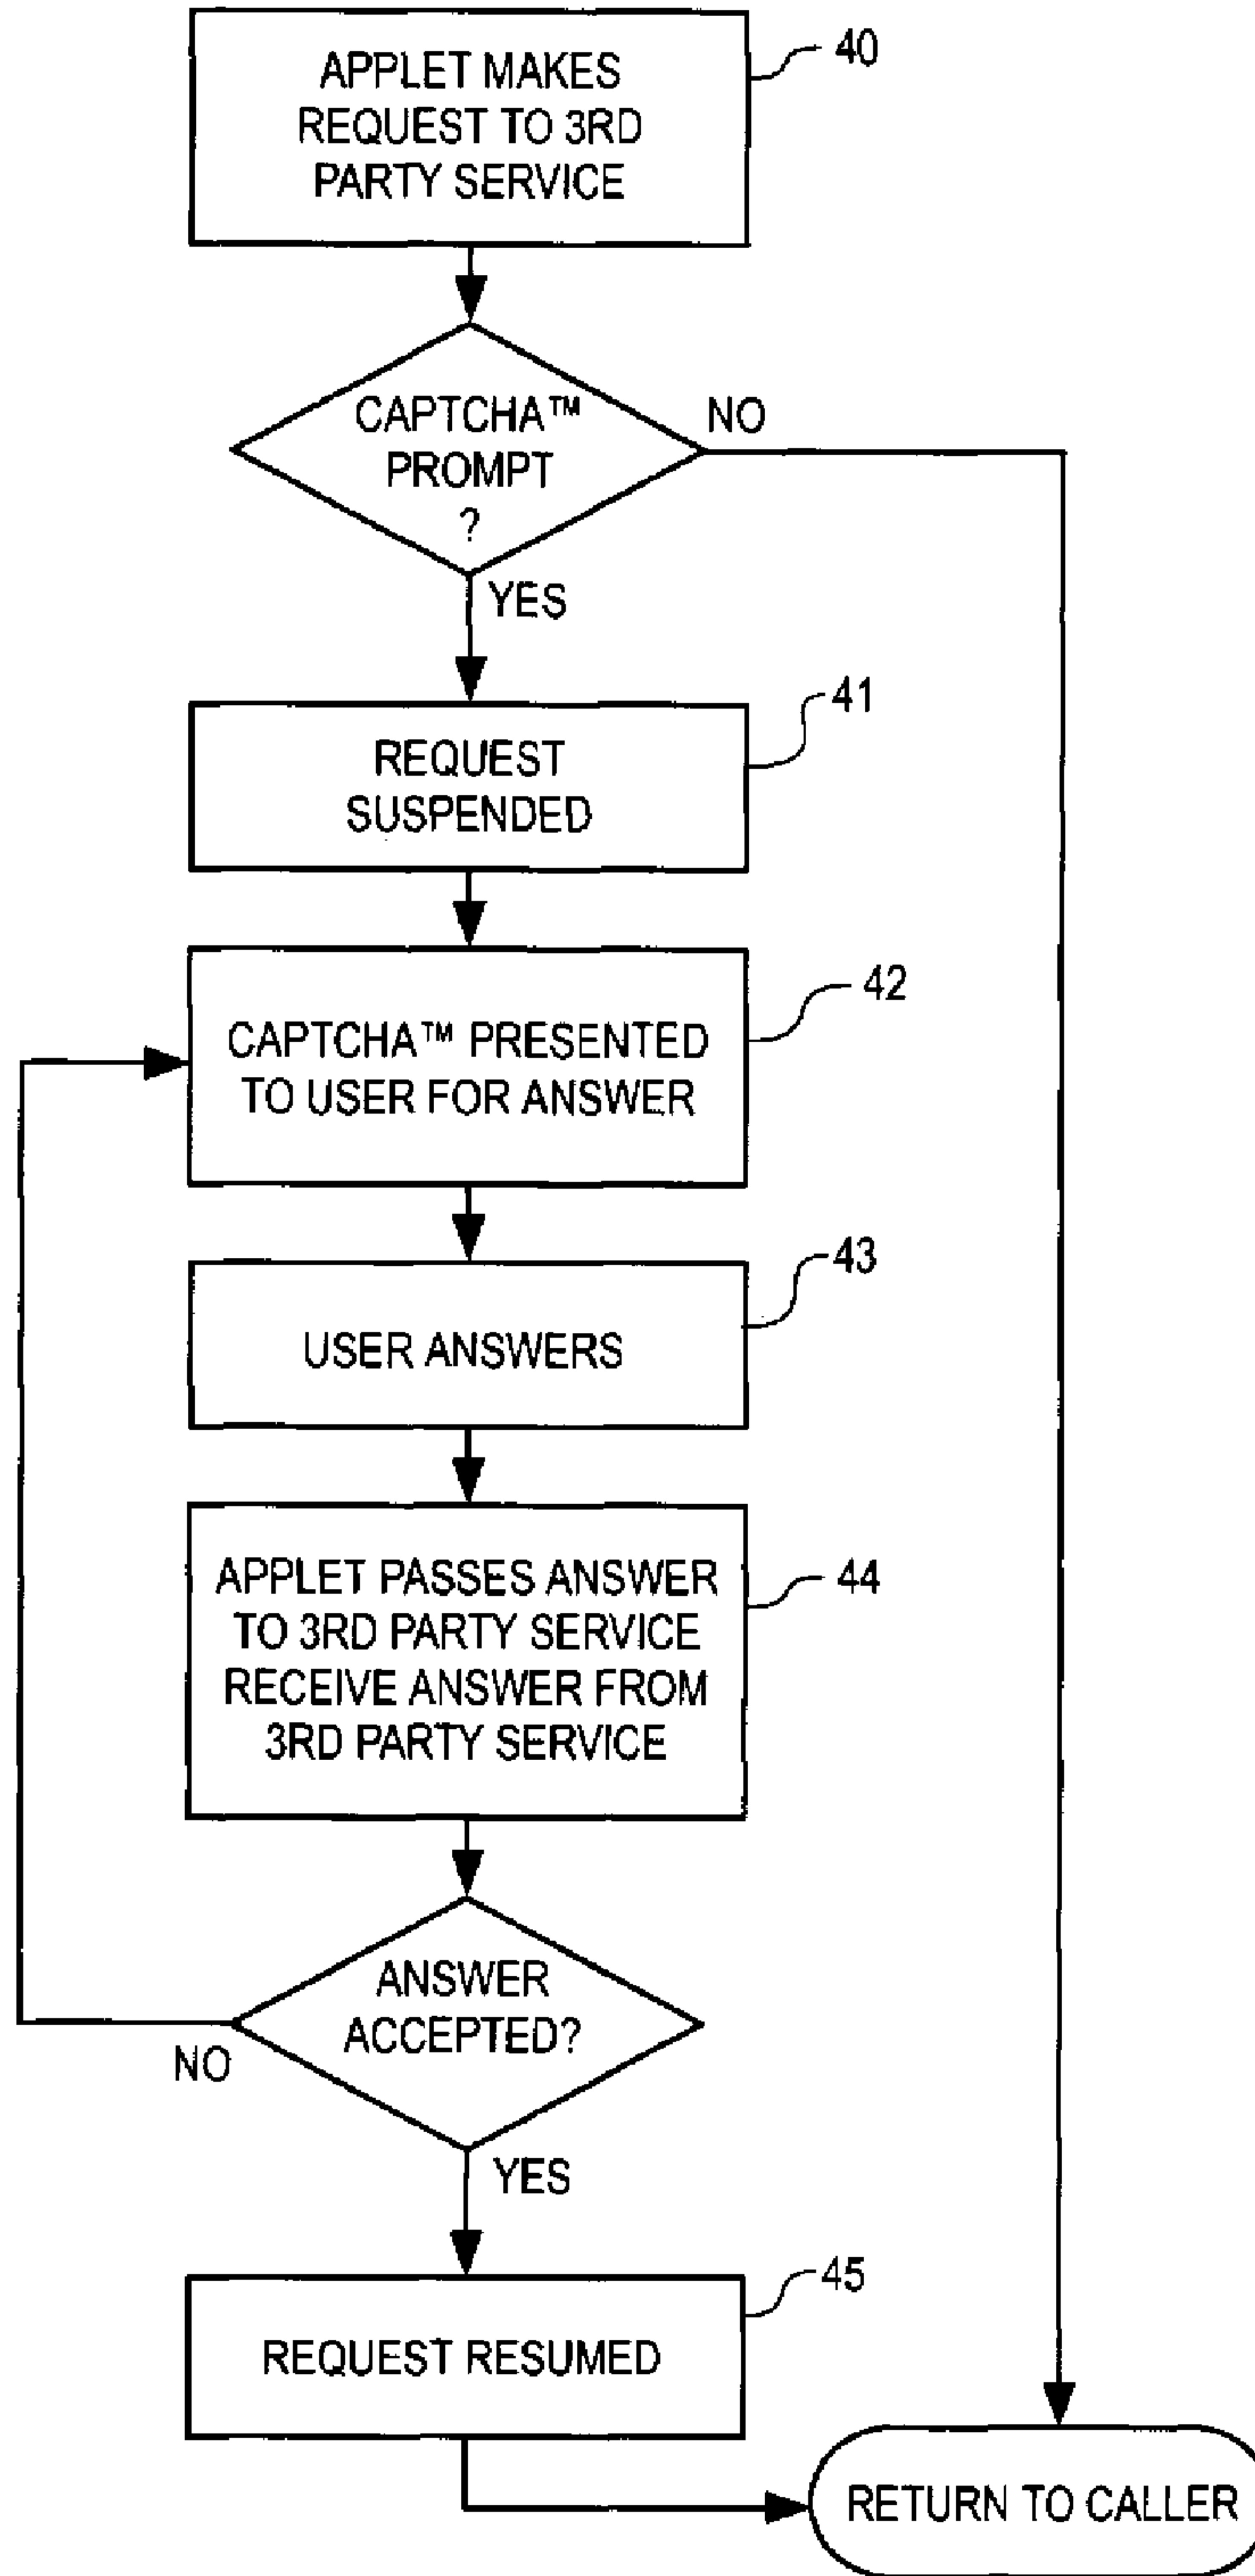 APPLET MAKES
REQUEST TO 3RD
PARTY SERVICE
40
CAPTCHA™
PROMPT
?
NO
YES
REQUEST
SUSPENDED
41
CAPTCHA™ PRESENTED
TO USER FOR ANSWER
42
USER ANSWERS
43
APPLET PASSES ANSWER
TO 3RD PARTY SERVICE
RECEIVE ANSWER FROM
3RD PARTY SERVICE
44
ANSWER
ACCEPTED?
NO
YES
REQUEST RESUMED
45
RETURN TO CALLER